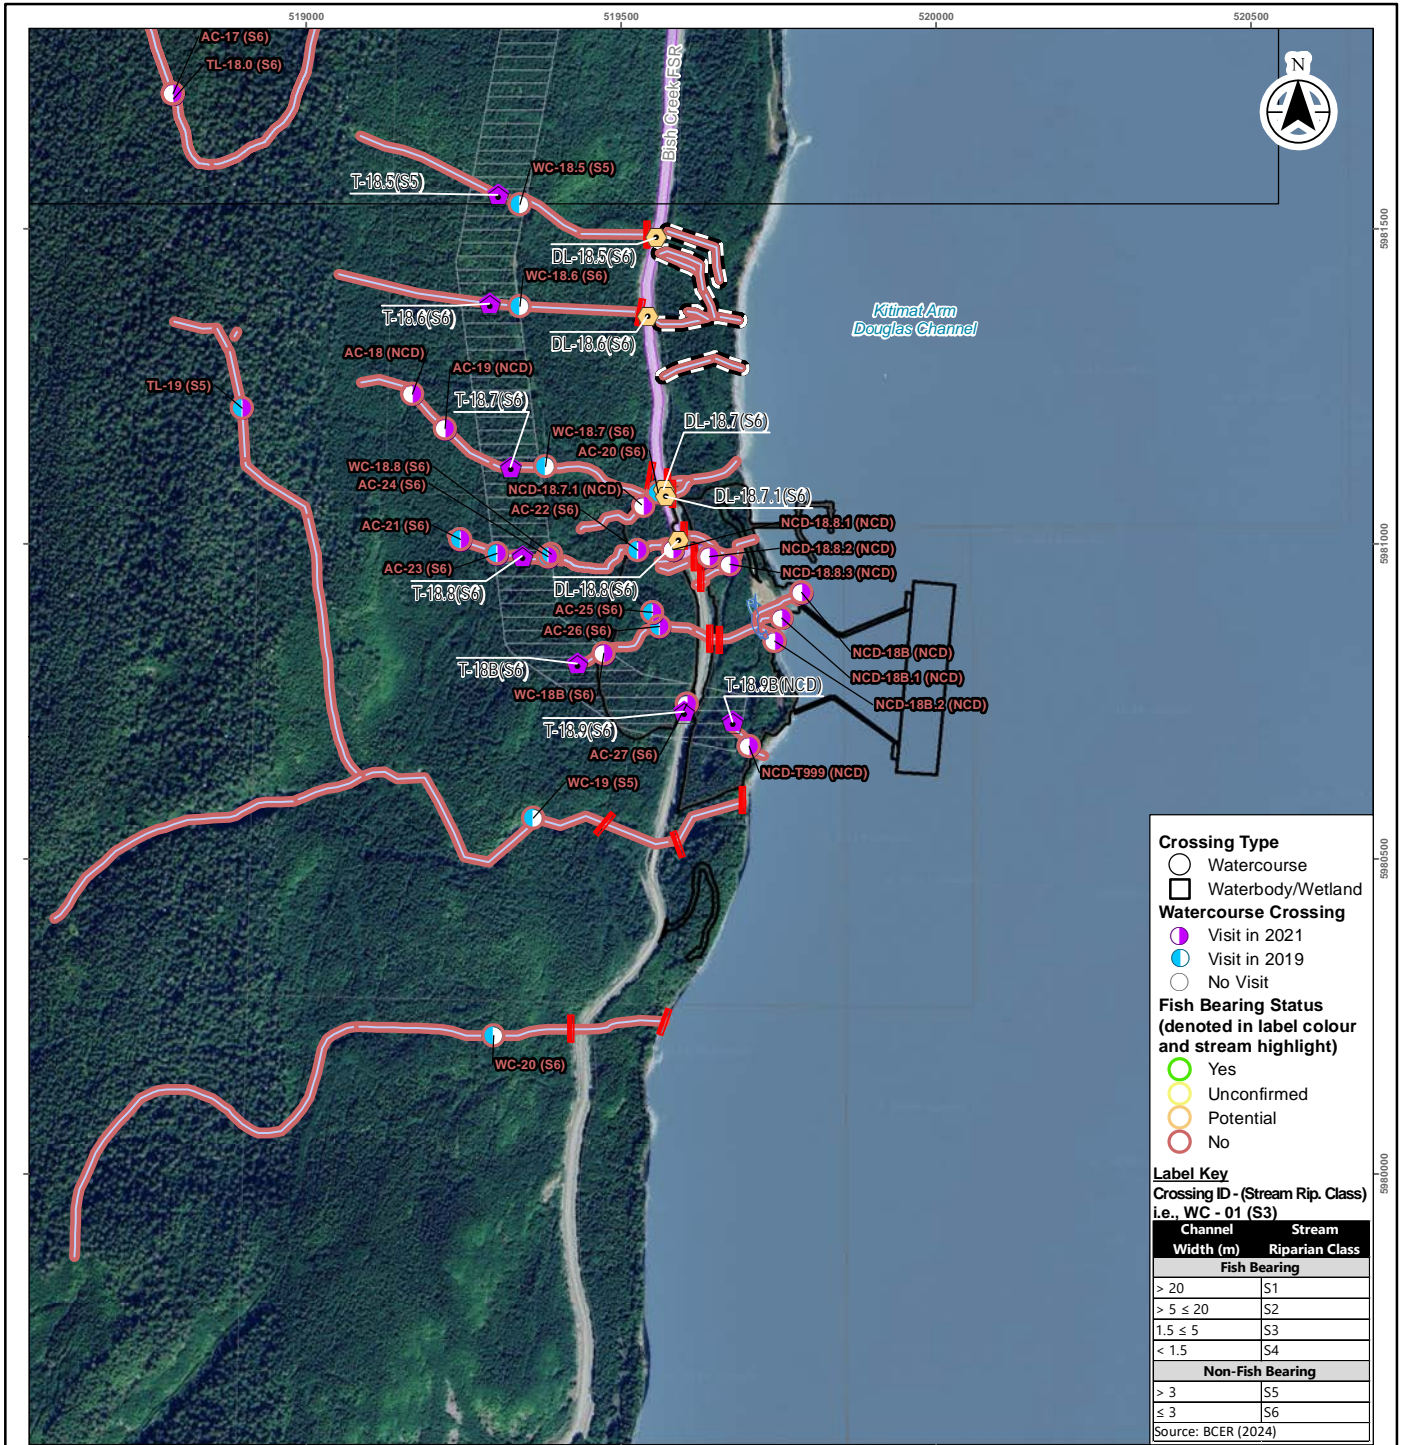 519000
519500
520000
520500
AC-17 (S6)
TL-18.0 (S6)
N
Bish Creek FSR
WC-18.5 (S5)
T-18.5(S5)
5981500
DL-18.5(S6)
WC-18.6 (S6)
T-18.6(S6)
Kitimat Arm
Douglas Channel
DL-18.6(S6)
AC-18 (NCD)
AC-19 (NCD)
TL-19 (S5)
T-18.7(S6)
DL-18.7(S6)
WC-18.7 (S6)
AC-20 (S6)
WC-18.8 (S6)
AC-24 (S6)
NCD-18.7.1 (NCD)
DL-18.7.1(S6)
AC-22 (S6)
AC-21 (S6)
NCD-18.8.1 (NCD)
5981000
NCD-18.8.2 (NCD)
AC-23 (S6)
NCD-18.8.3 (NCD)
T-18.8(S6)
DL-18.8(S6)
AC-25 (S6)
AC-26 (S6)
NCD-18B (NCD)
T-18B(S6)
NCD-18B.1 (NCD)
T-18.9B(NCD)
WC-18B (S6)
NCD-18B.2 (NCD)
T-18.9(S6)
AC-27 (S6)
NCD-T999 (NCD)
WC-19 (S5)
5980500
WC-20 (S6)
5980000
Crossing Type
Watercourse
Waterbody/Wetland
Watercourse Crossing
Visit in 2021
Visit in 2019
No Visit
Fish Bearing Status
(denoted in label colour
and stream highlight)
Yes
Unconfirmed
Potential
No
Label Key
Crossing ID - (Stream Rip. Class)
i.e., WC - 01 (S3)
Channel Stream
Width (m) Riparian Class
Fish Bearing
> 20 S1
> 5 ≤ 20 S2
1.5 ≤ 5 S3
< 1.5 S4
Non-Fish Bearing
> 3 S5
≤ 3 S6
Source: BCER (2024)